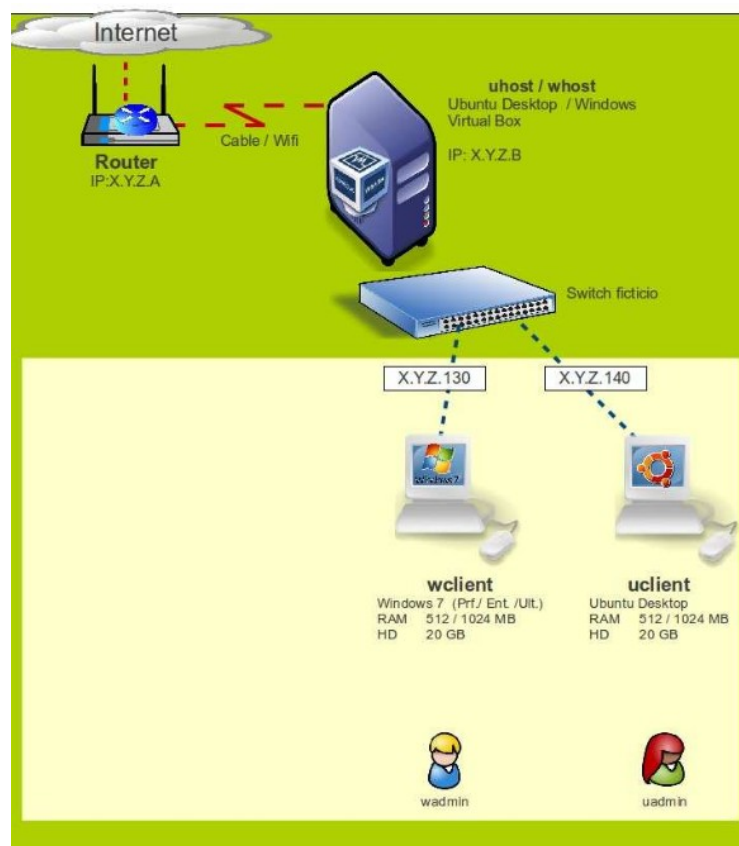 Internet
uhost / whost
Ubuntu Desktop / Windows
Virtual Box
IP: X.Y.Z.B
Cable / Wifi
Router
IP:X.Y.Z.A
Switch ficticio
X.Y.Z.130
X.Y.Z.140
Windows 7
wclient
Windows 7 (Prf./ Ent. /Ult.)
RAM 512 / 1024 MB
HD 20 GB
uclient
Ubuntu Desktop
RAM 512 / 1024 MB
HD 20 GB
wadmin
uadmin